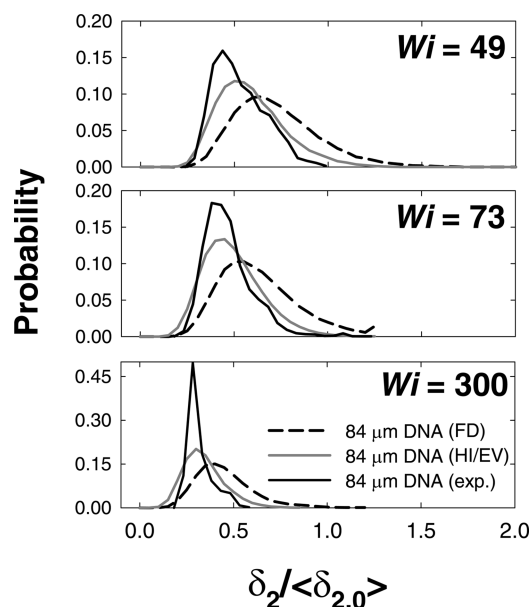 0.20
Wi = 49
0.15
0.10
0.05
0.00
0.20
Wi = 73
0.15
0.10
0.05
0.00
Probability
0.45
Wi = 300
0.30
84 μm DNA (FD)
0.15
84 μm DNA (HI/EV)
84 μm DNA (exp.)
0.00
0.0 0.5 1.0 1.5 2.0
δ2/<δ2,0>